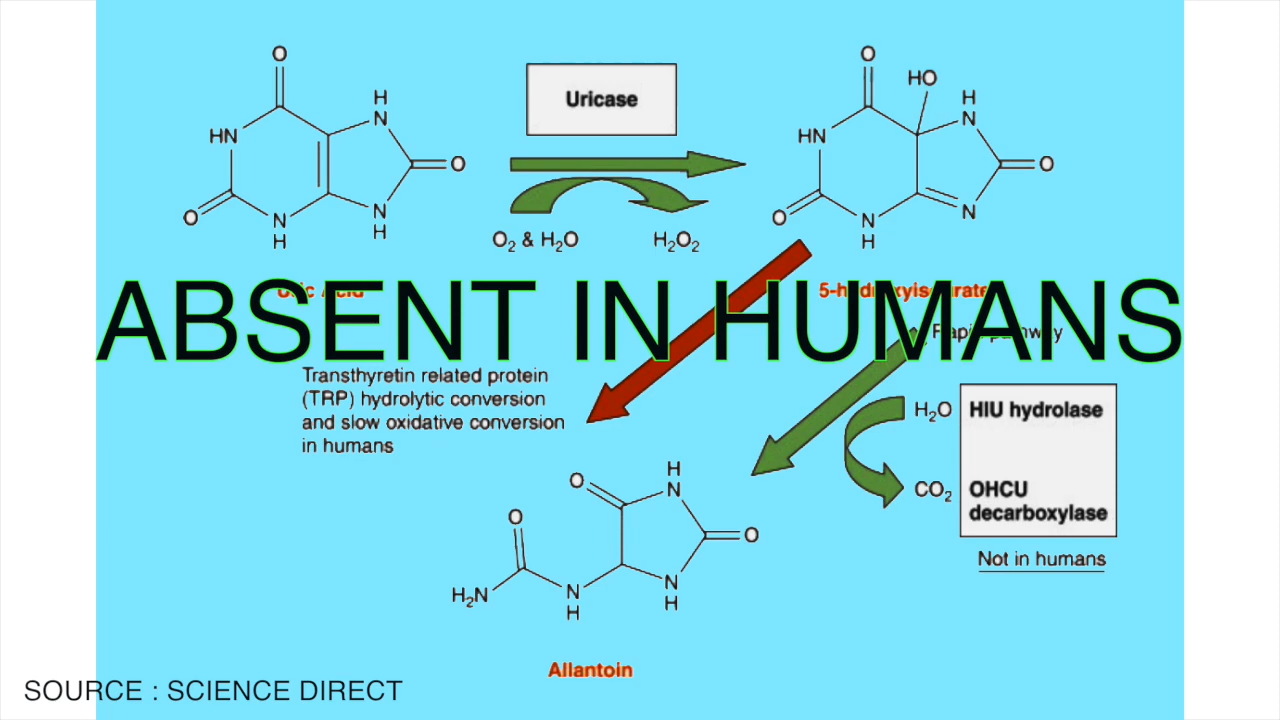 O
O
HO
H
H
N
N
HN
HN
Uricase
O
O
O
O
N
H
N
H
N
H
N
O₂ & H₂O
H₂O₂
ABSENT IN HUMANS
Transthyretin related protein
(TRP) hydrolytic conversion
and slow oxidative conversion
in humans
H₂O
HIU hydrolase
CO₂
OHCU
decarboxylase
Not in humans
O
H
N
O
O
H₂N
N
H
N
H
Allantoin
SOURCE : SCIENCE DIRECT